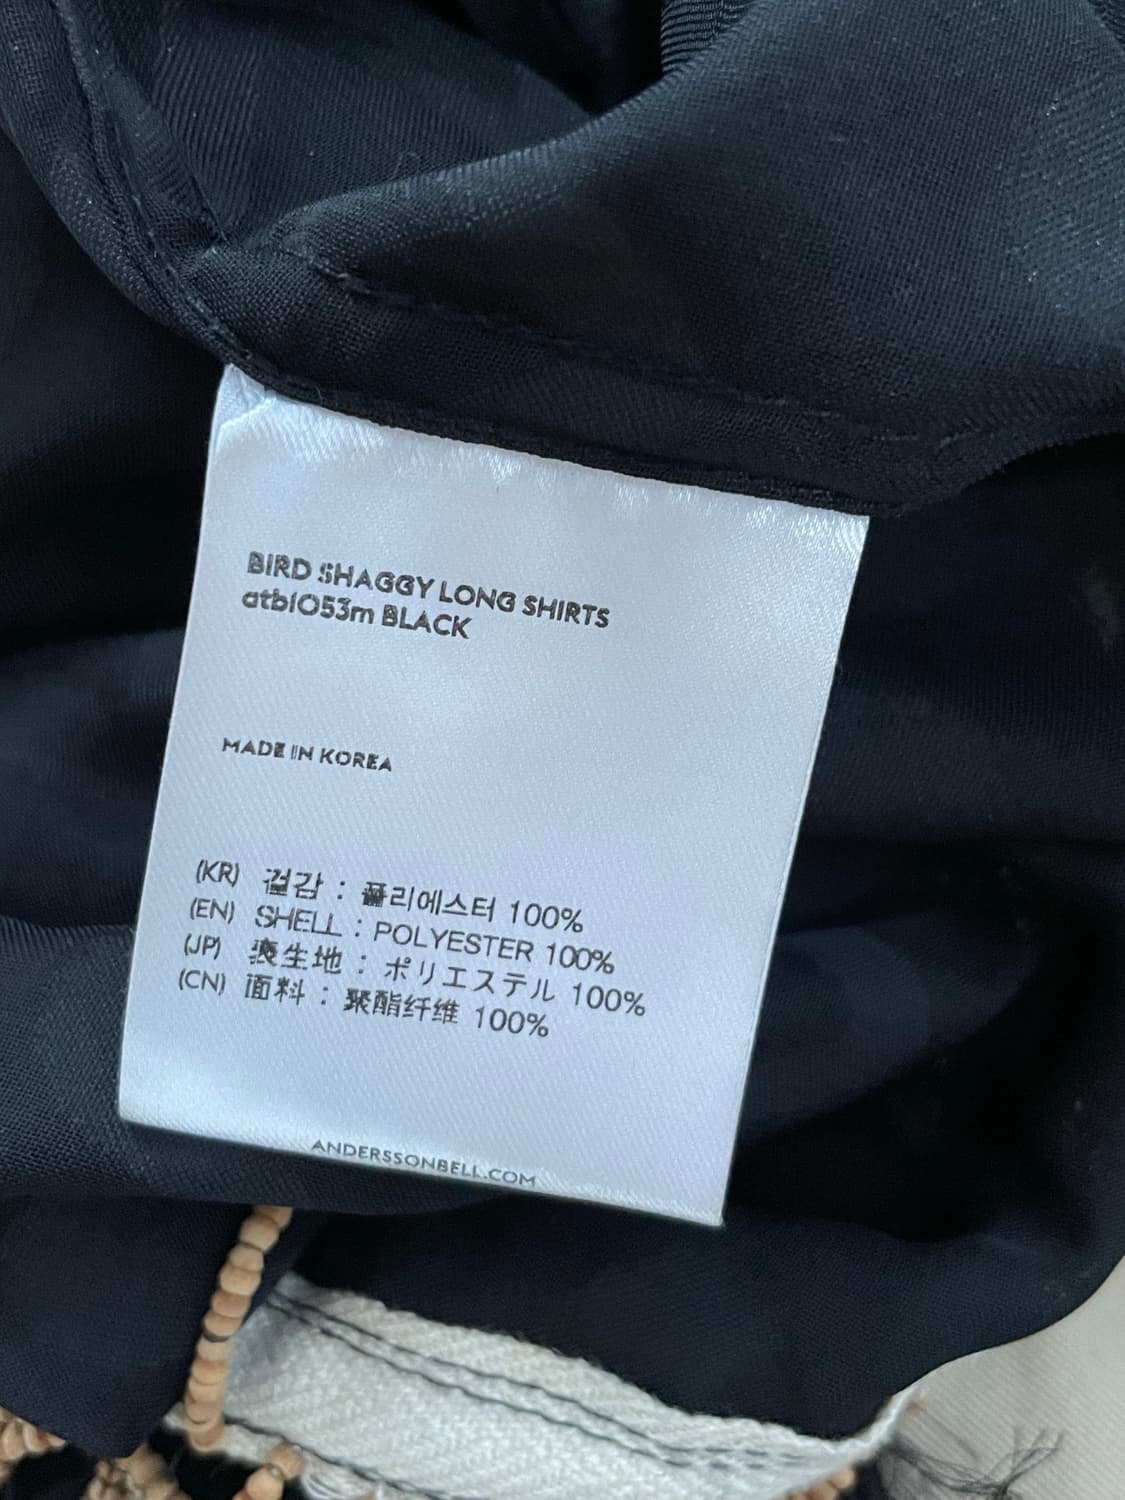 BIRD SHAGGY LONG SHIRTS
atb1053m BLACK
MADE IN KOREA
(KR) 겉감 : 폴리에스터 100%
(EN) SHELL : POLYESTER 100%
(JP) 表生地 : ポリエステル 100%
(CN) 面料 : 聚酯纤维 100%
ANDERSSONBELL.COM